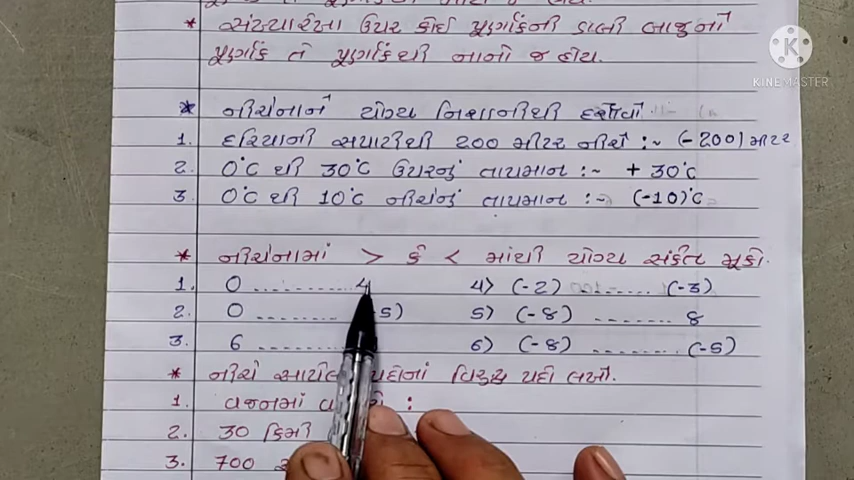 * સંખ્યારેખા ઉપર કોઈ પૂર્ણાંકની ડાબી બાજુનો
પૂર્ણાંક તે પૂર્ણાંકથી નાનો જ હોય.
K
KINEMASTER
* નીચેનાને યોગ્ય નિશાનીથી દર્શાવો
1. દરિયાની સપાટીથી 200 મીટર નીચે :~ (-200) મીટર
2. 0°C થી 30°C ઉપરનું તાપમાન :~ + 30°C
3. 0°C થી 10°C નીચેનું તાપમાન :~ (-10)°C
* નીચેનામાં > કે < માંથી યોગ્ય સંકેત મૂકો.
1. 0 ............ 4 4) (-2) ........ (-3)
2. 0 ........ -5) 5) (-8) ........ 8
3. 6 ........ 6) (-8) ......... (-5)
* નીચે આપેલ પદોનાં વિરુદ્ધ પદો લખો.
1. વજનમાં :
2. 30 કિમી
3. 700